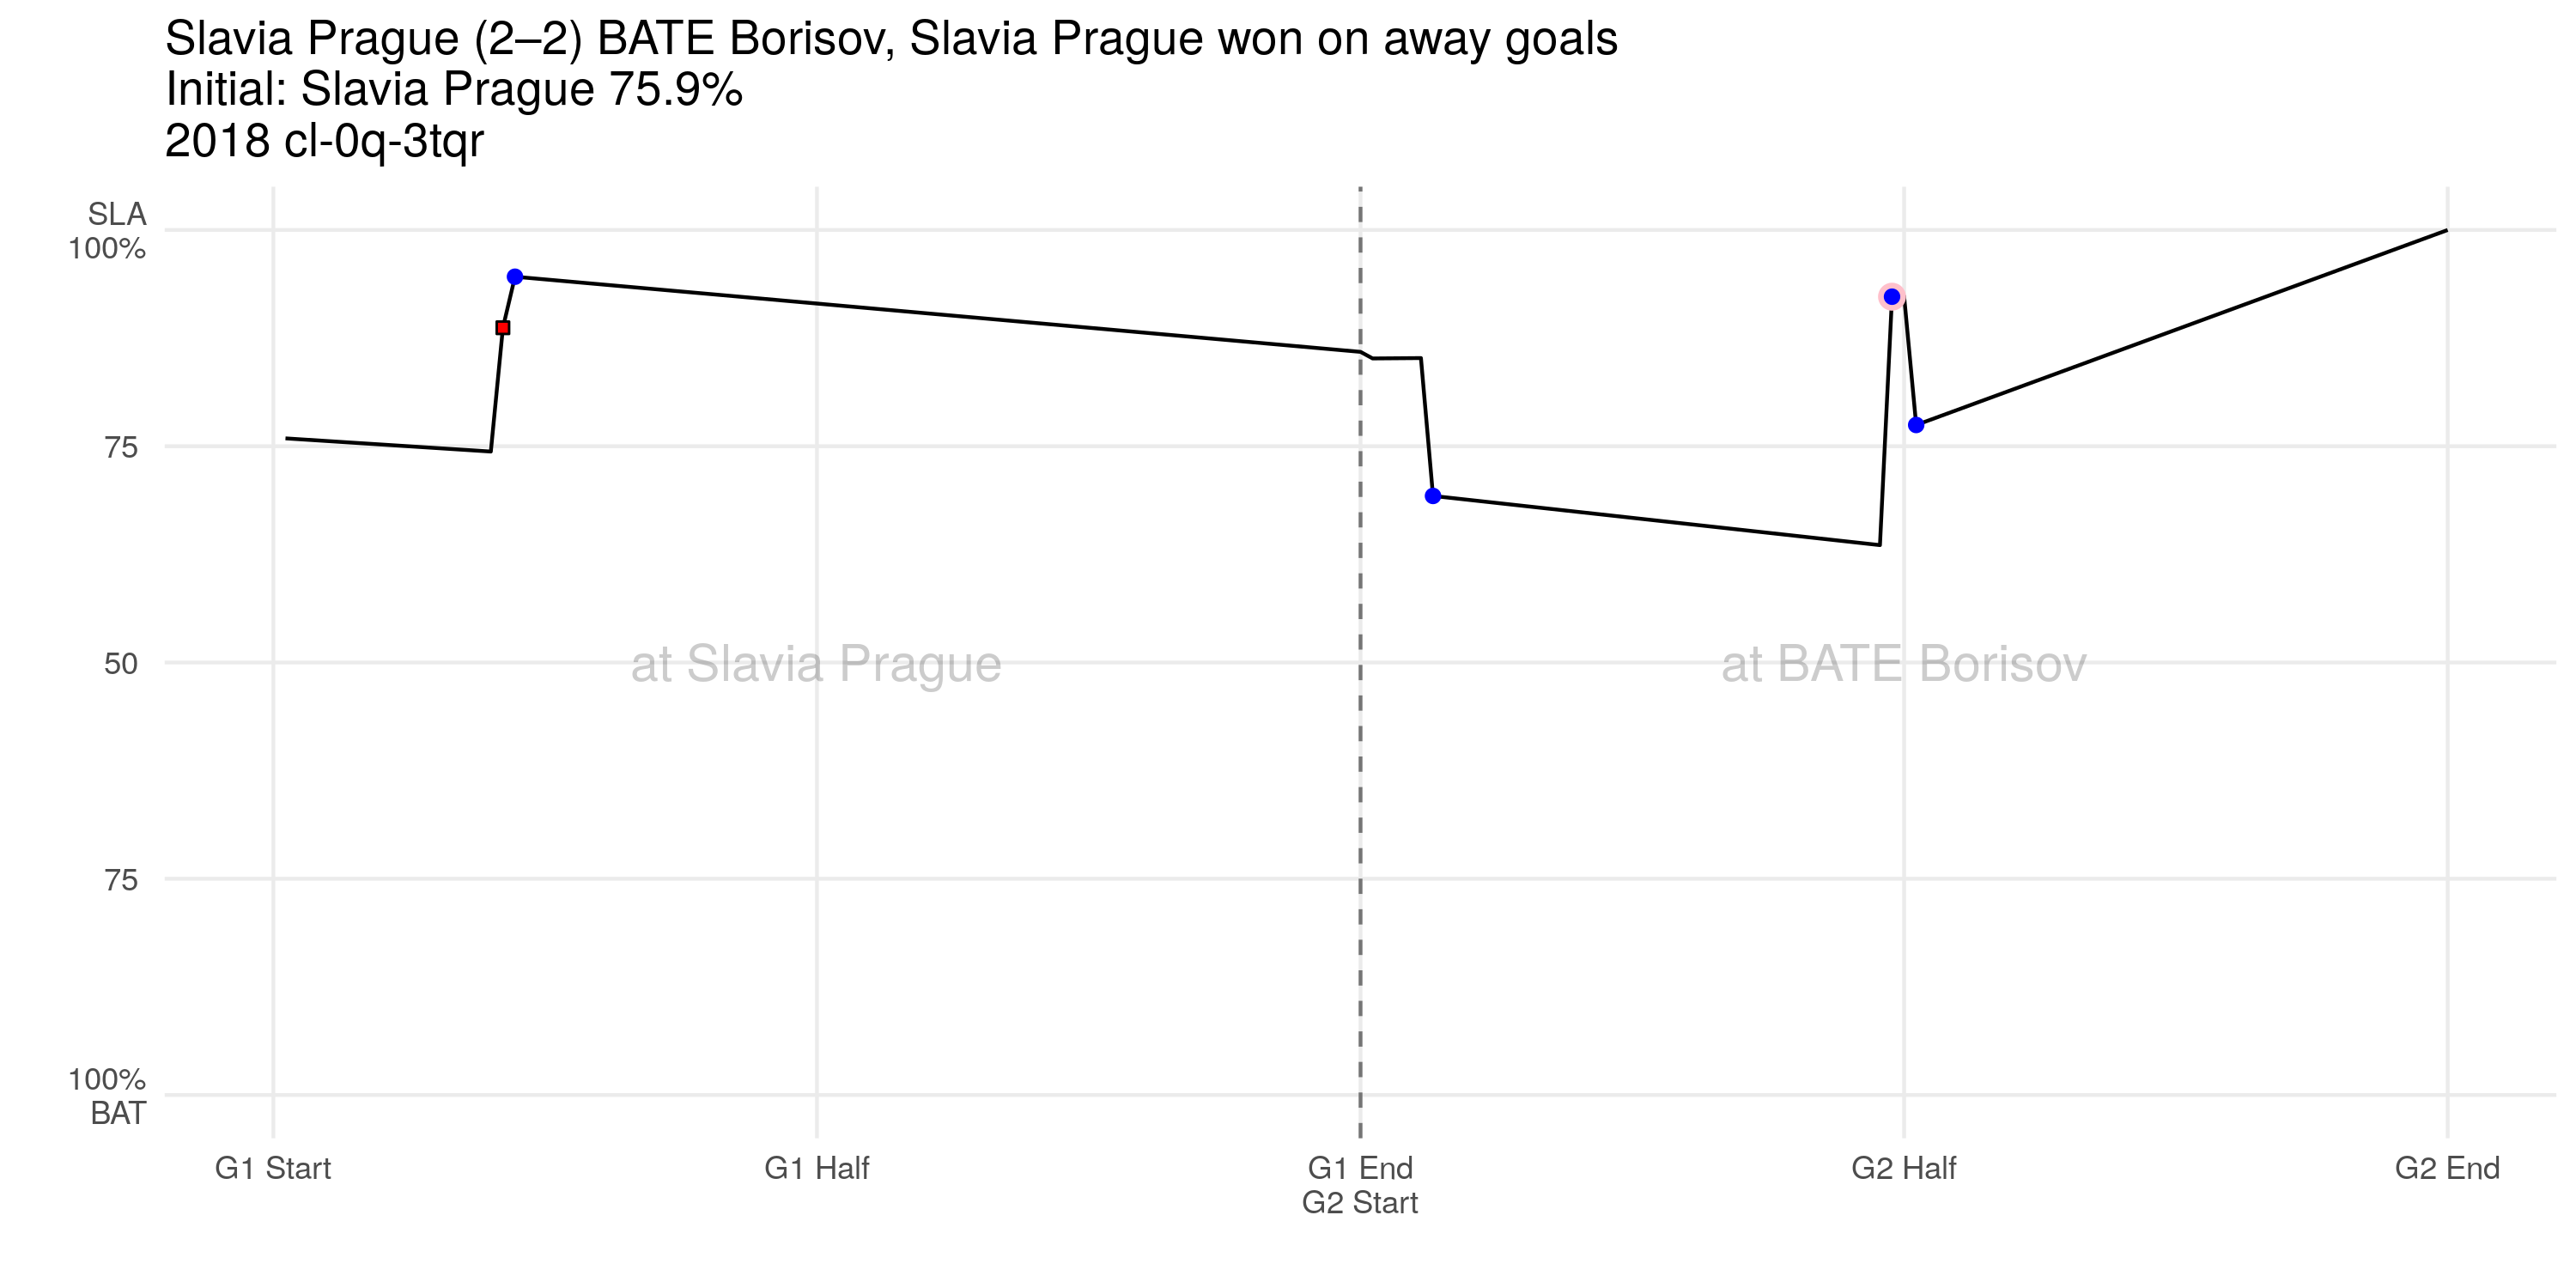 Slavia Prague (2–2) BATE Borisov, Slavia Prague won on away goals
Initial: Slavia Prague 75.9%
2018 cl-0q-3tqr
SLA
100%
75
50
75
100%
BAT
at Slavia Prague
at BATE Borisov
G1 Start
G1 Half
G1 End
G2 Start
G2 Half
G2 End